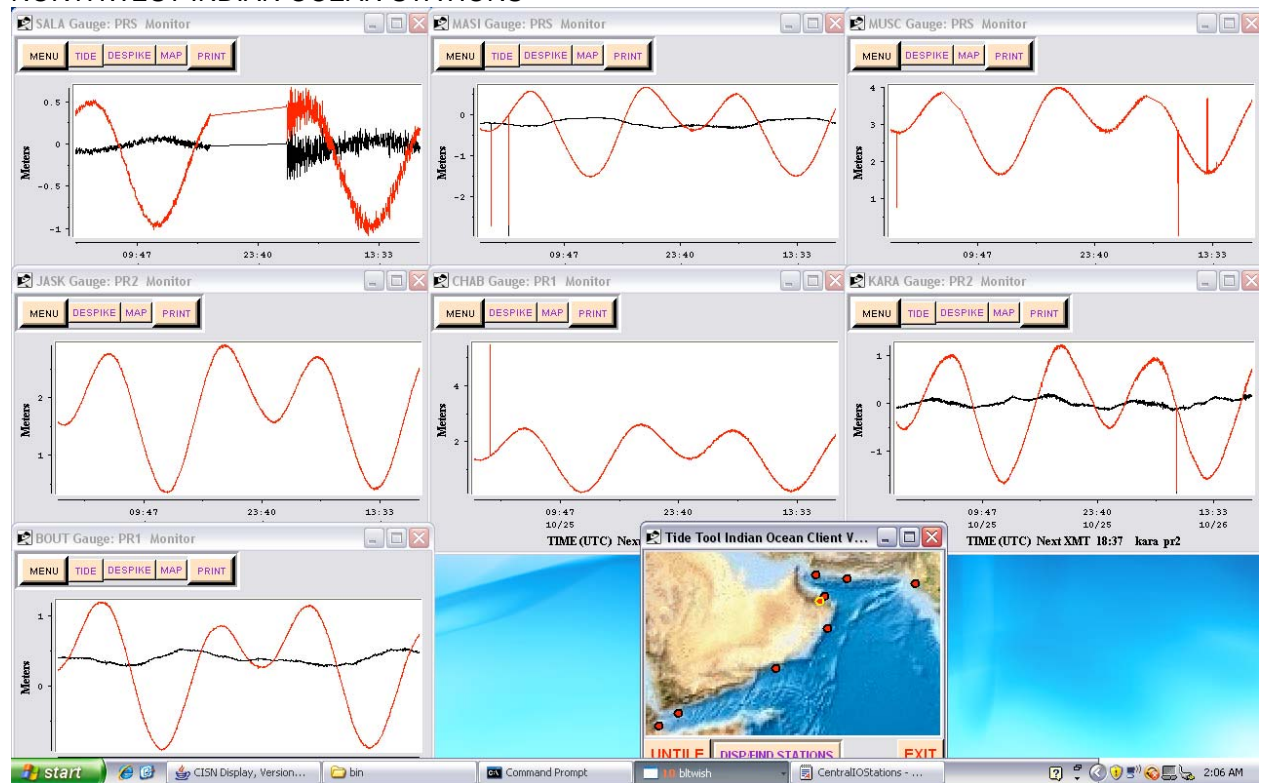 NORTHWEST INDIAN OCEAN STATIONS
SALA Gauge: PRS Monitor
MENU TIDE DESPIKE MAP PRINT
Meters
0.5
0
-0.5
-1
09:47 23:40 13:33
MASI Gauge: PRS Monitor
MENU TIDE DESPIKE MAP PRINT
Meters
0
-1
-2
09:47 23:40 13:33
MUSC Gauge: PRS Monitor
MENU DESPIKE MAP PRINT
Meters
4
3
2
1
09:47 23:40 13:33
JASK Gauge: PR2 Monitor
MENU DESPIKE MAP PRINT
Meters
2
1
09:47 23:40 13:33
CHAB Gauge: PR1 Monitor
MENU DESPIKE MAP PRINT
Meters
4
2
09:47 23:40 13:33
10/25
TIME (UTC) Nex
KARA Gauge: PR2 Monitor
MENU TIDE DESPIKE MAP PRINT
Meters
1
0
-1
09:47 23:40 13:33
10/25 10/25 10/26
TIME (UTC) Next XMT 18:37 kara pr2
BOUT Gauge: PR1 Monitor
MENU TIDE DESPIKE MAP PRINT
Meters
1
0
Tide Tool Indian Ocean Client V...
UNTILE DISP/FIND STATIONS EXIT
start CISN Display, Version... bin Command Prompt 10 bltwish CentralIOStations - ... 2:06 AM